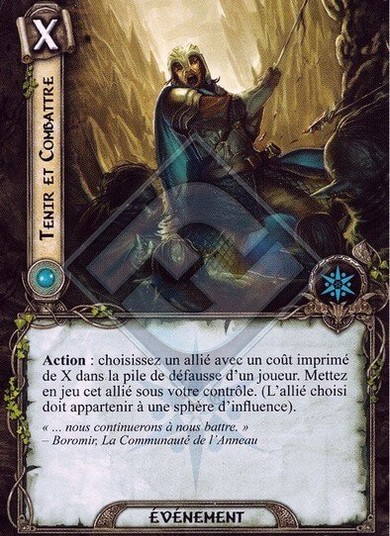 X
TENIR ET COMBATTRE
Action : choisissez un allié avec un coût imprimé
de X dans la pile de défausse d'un joueur. Mettez
en jeu cet allié sous votre contrôle. (L'allié choisi
doit appartenir à une sphère d'influence).
« ... nous continuerons à nous battre. »
– Boromir, La Communauté de l'Anneau
ÉVÉNEMENT